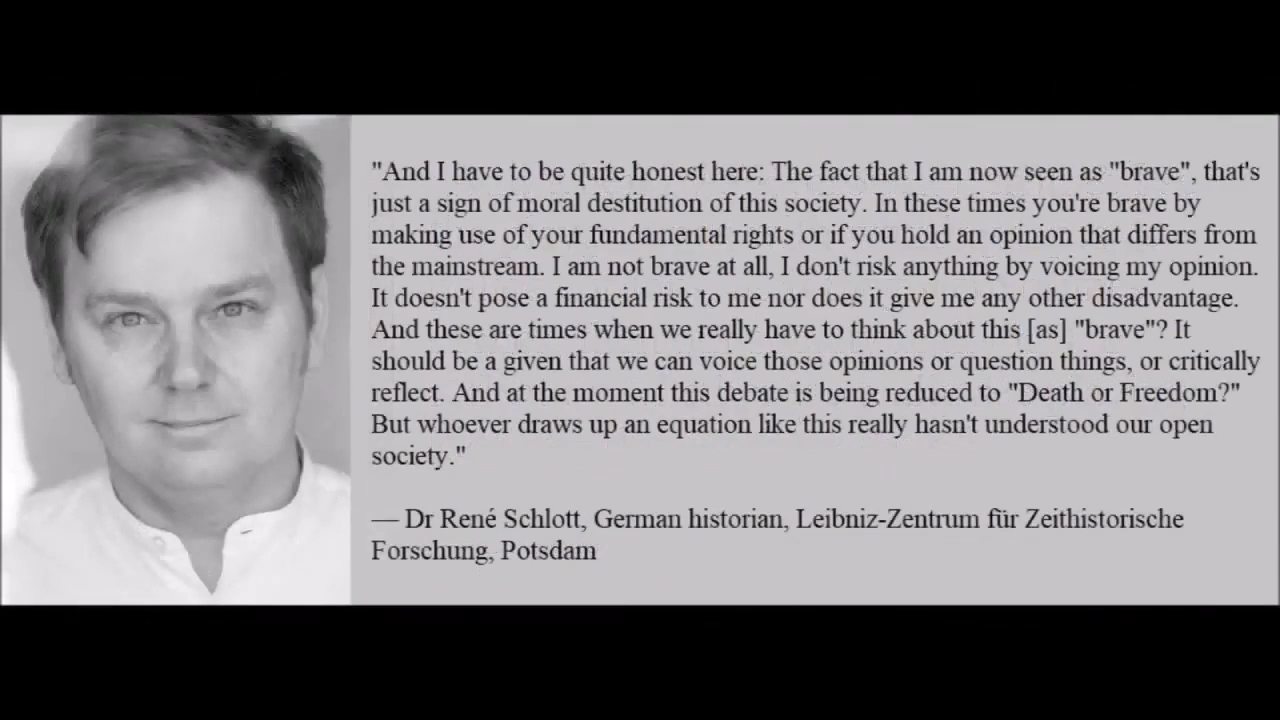 "And I have to be quite honest here: The fact that I am now seen as "brave", that's
just a sign of moral destitution of this society. In these times you're brave by
making use of your fundamental rights or if you hold an opinion that differs from
the mainstream. I am not brave at all, I don't risk anything by voicing my opinion.
It doesn't pose a financial risk to me nor does it give me any other disadvantage.
And these are times when we really have to think about this [as] "brave"? It
should be a given that we can voice those opinions or question things, or critically
reflect. And at the moment this debate is being reduced to "Death or Freedom?"
But whoever draws up an equation like this really hasn't understood our open
society."
— Dr René Schlott, German historian, Leibniz-Zentrum für Zeithistorische
Forschung, Potsdam